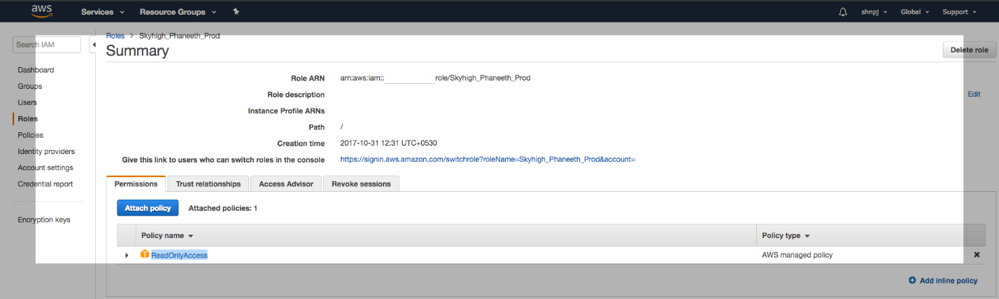 aws Services Resource Groups shnpj Global Support
Roles > Skyhigh_Phaneeth_Prod
Search IAM
Summary
Delete role
Dashboard
Groups
Users
Roles
Policies
Identity providers
Account settings
Credential report
Encryption keys
Role ARN arn:aws:iam:: role/Skyhigh_Phaneeth_Prod
Role description
Edit
Instance Profile ARNs
Path /
Creation time 2017-10-31 12:31 UTC+0530
Give this link to users who can switch roles in the console https://signin.aws.amazon.com/switchrole?roleName=Skyhigh_Phaneeth_Prod&account=
Permissions Trust relationships Access Advisor Revoke sessions
Attach policy Attached policies: 1
Policy name Policy type
ReadOnlyAccess AWS managed policy
Add inline policy